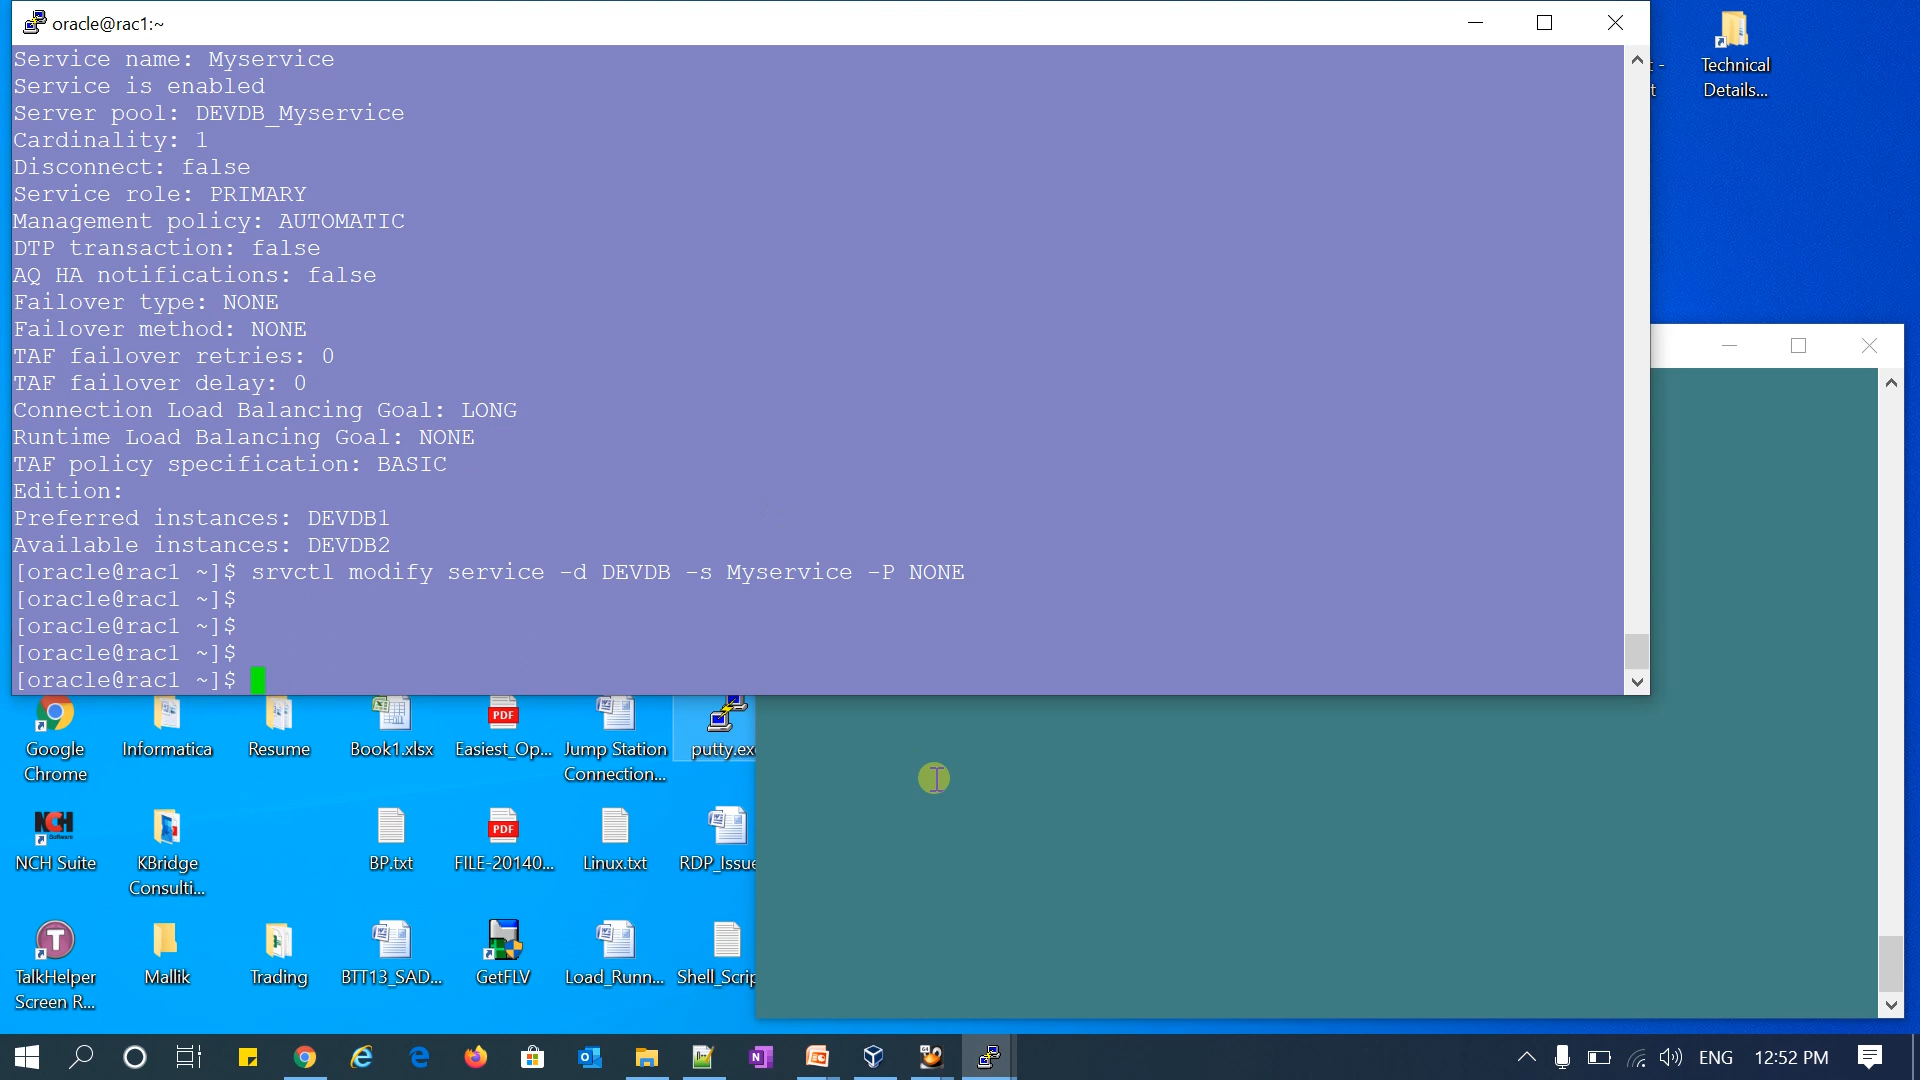 oracle@rac1:~
Service name: Myservice
Service is enabled
Server pool: DEVDB_Myservice
Cardinality: 1
Disconnect: false
Service role: PRIMARY
Management policy: AUTOMATIC
DTP transaction: false
AQ HA notifications: false
Failover type: NONE
Failover method: NONE
TAF failover retries: 0
TAF failover delay: 0
Connection Load Balancing Goal: LONG
Runtime Load Balancing Goal: NONE
TAF policy specification: BASIC
Edition:
Preferred instances: DEVDB1
Available instances: DEVDB2
[oracle@rac1 ~]$ srvctl modify service -d DEVDB -s Myservice -P NONE
[oracle@rac1 ~]$
[oracle@rac1 ~]$
[oracle@rac1 ~]$
[oracle@rac1 ~]$
Technical
Details...
Google
Chrome
Informatica
Resume
Book1.xlsx
PDF
Easiest_Op...
Jump Station
Connection...
putty.exe
NCH Suite
NCH
Software
KBridge
Consulti...
BP.txt
PDF
FILE-20140...
Linux.txt
RDP_Issue
TalkHelper
Screen R...
Mallik
Trading
BTT13_SAD...
GetFLV
Load_Runn...
Shell_Scrip
ENG
12:52 PM